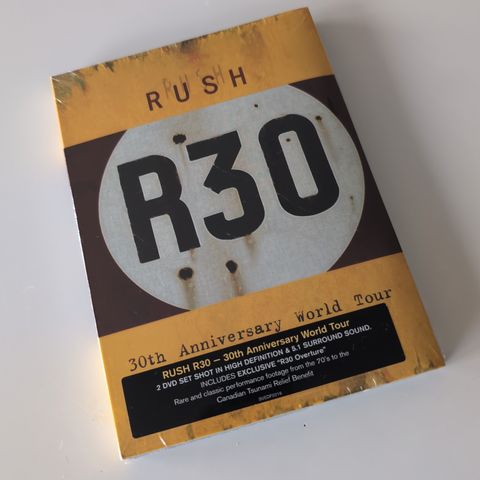 RUSH
R30
30th Anniversary World Tour
RUSH R30 – 30th Anniversary World Tour
2 DVD SET SHOT IN HIGH DEFINITION & 5.1 SURROUND SOUND.
INCLUDES EXCLUSIVE "R30 Overture"
Rare and classic performance footage from the 70's to the
Canadian Tsunami Relief Benefit